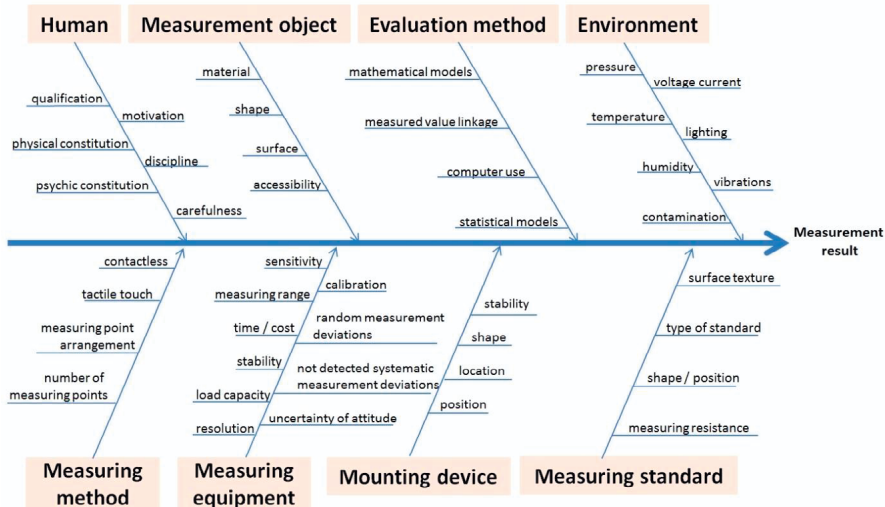 Human
Measurement object
Evaluation method
Environment
qualification
motivation
physical constitution
discipline
psychic constitution
carefulness
material
shape
surface
accessibility
mathematical models
measured value linkage
computer use
statistical models
pressure
voltage current
temperature
lighting
humidity
vibrations
contamination
Measurement
result
contactless
tactile touch
measuring point
arrangement
number of
measuring points
sensitivity
calibration
measuring range
random measurement
deviations
time / cost
stability
not detected systematic
measurement deviations
load capacity
uncertainty of attitude
resolution
stability
shape
location
position
surface texture
type of standard
shape / position
measuring resistance
Measuring
method
Measuring
equipment
Mounting device
Measuring standard